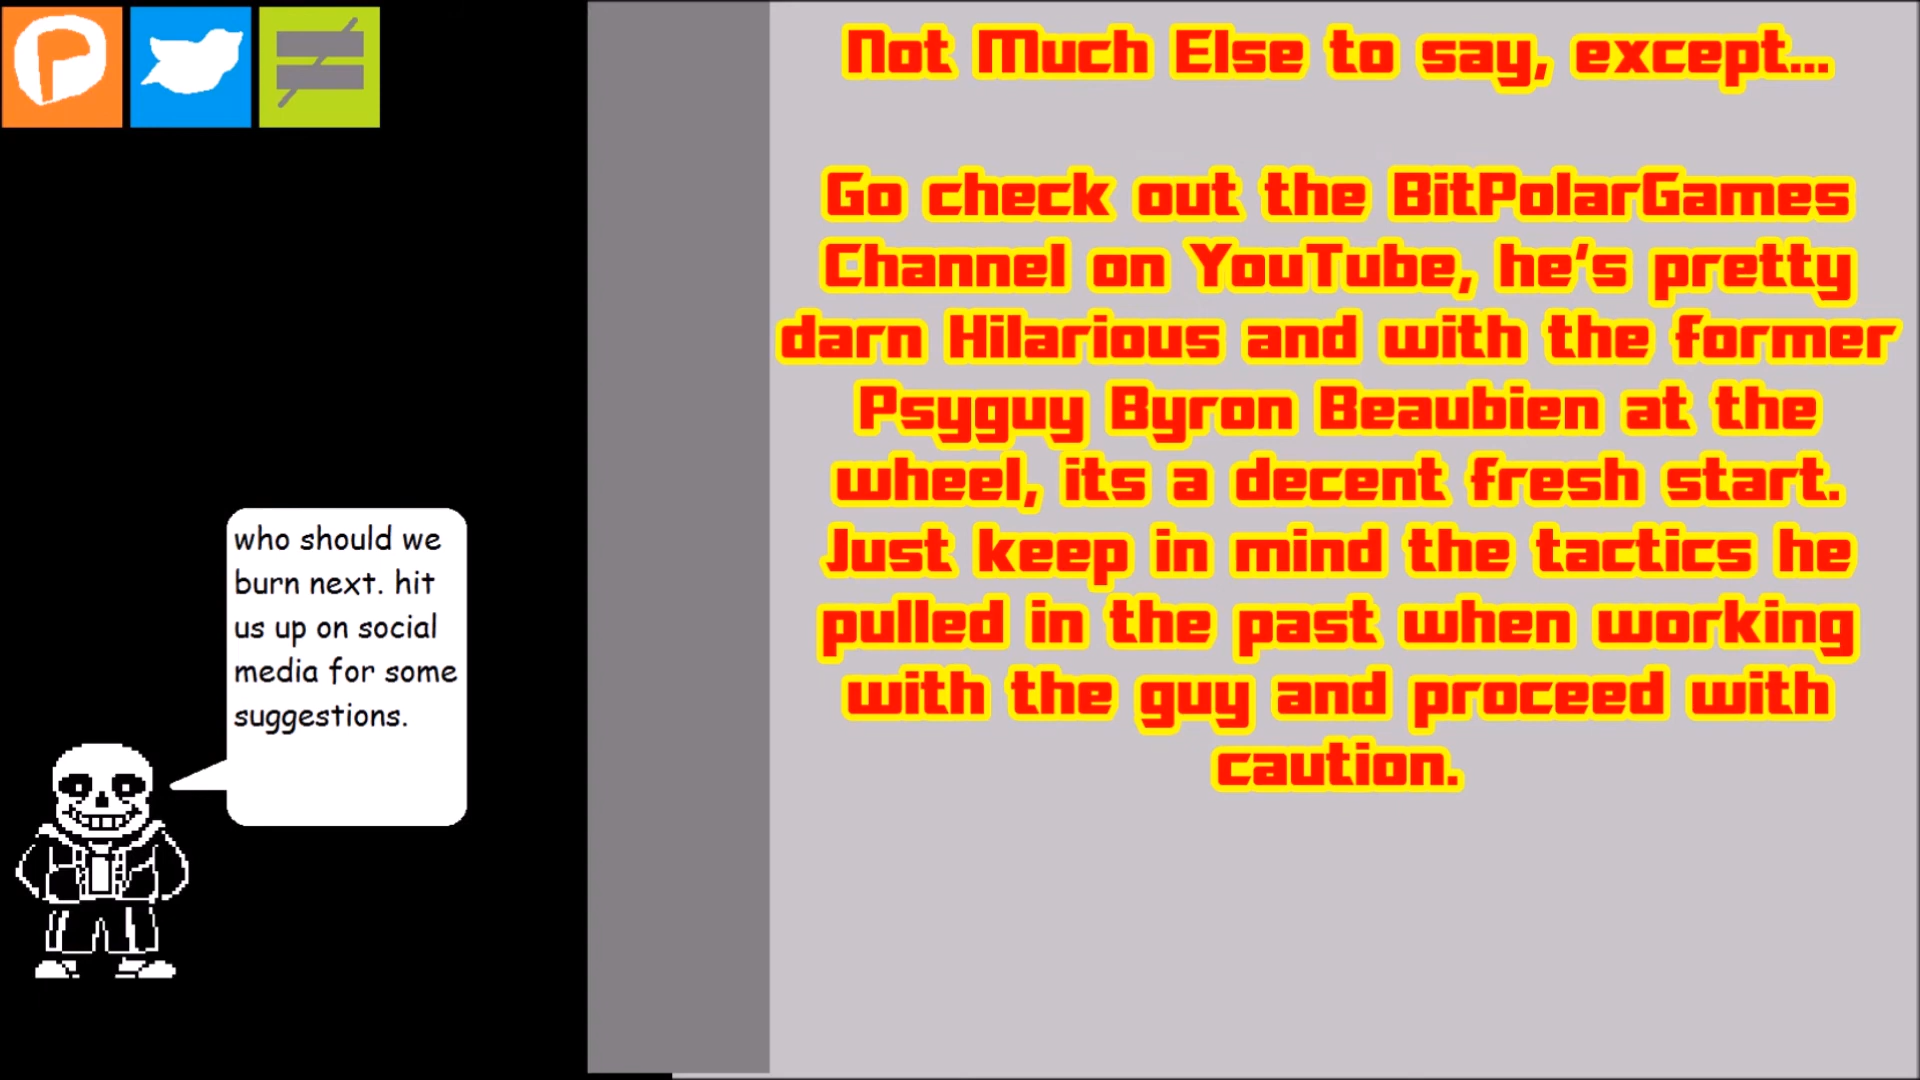 Not Much Else to say, except...
Go check out the BitPolarGames
Channel on YouTube, he's pretty
darn Hilarious and with the former
Psyguy Byron Beaubien at the
wheel, its a decent fresh start.
Just keep in mind the tactics he
pulled in the past when working
with the guy and proceed with
caution.
who should we
burn next. hit
us up on social
media for some
suggestions.